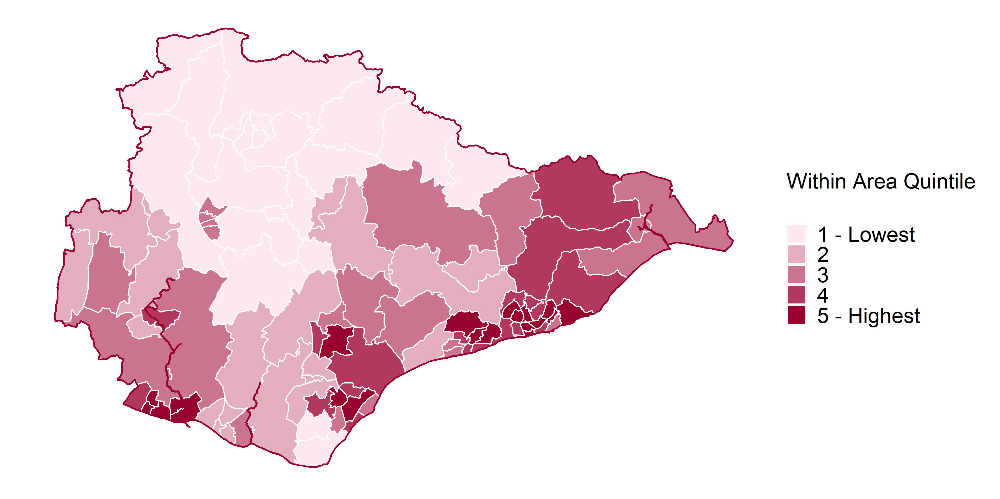 Within Area Quintile
1 - Lowest
2
3
4
5 - Highest